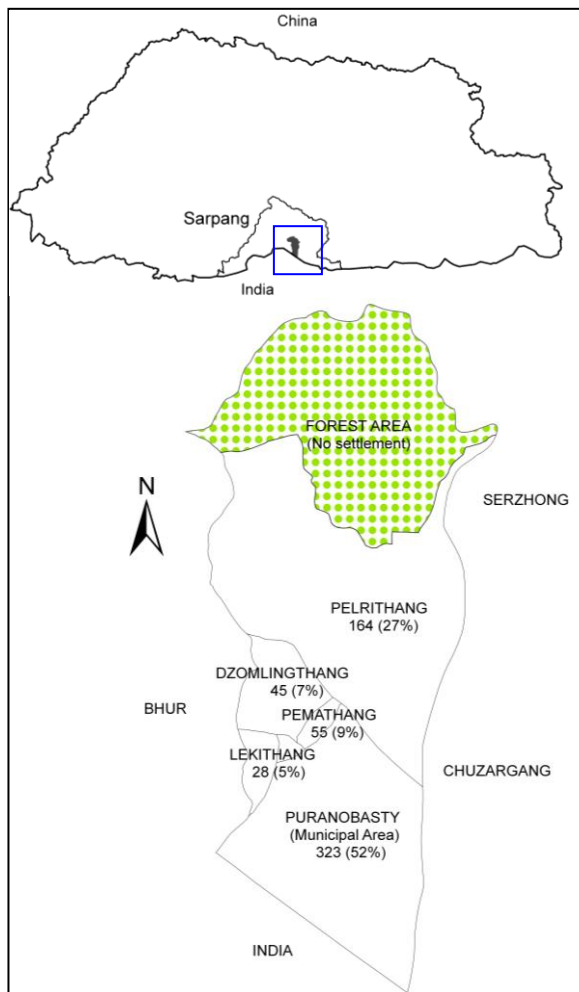 China
Sarpang
India
FOREST AREA
(No settlement)
N
SERZHONG
PELRITHANG
164 (27%)
DZOMLINGTHANG
45 (7%)
BHUR
PEMATHANG
55 (9%)
LEKITHANG
28 (5%)
CHUZARGANG
PURANOBASTY
(Municipal Area)
323 (52%)
INDIA